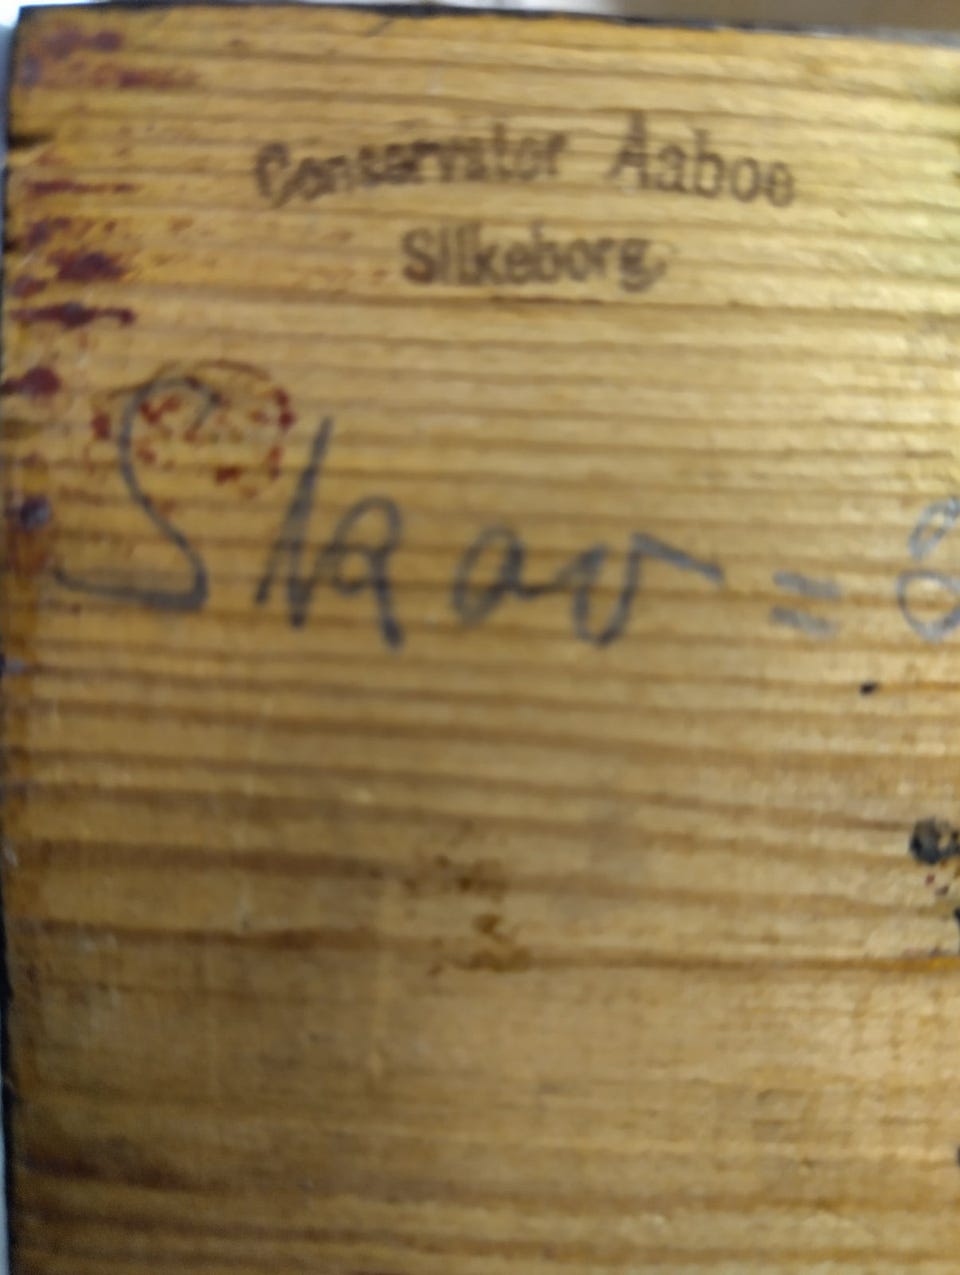 Conservator Aaboe
Silkeborg
Skov =